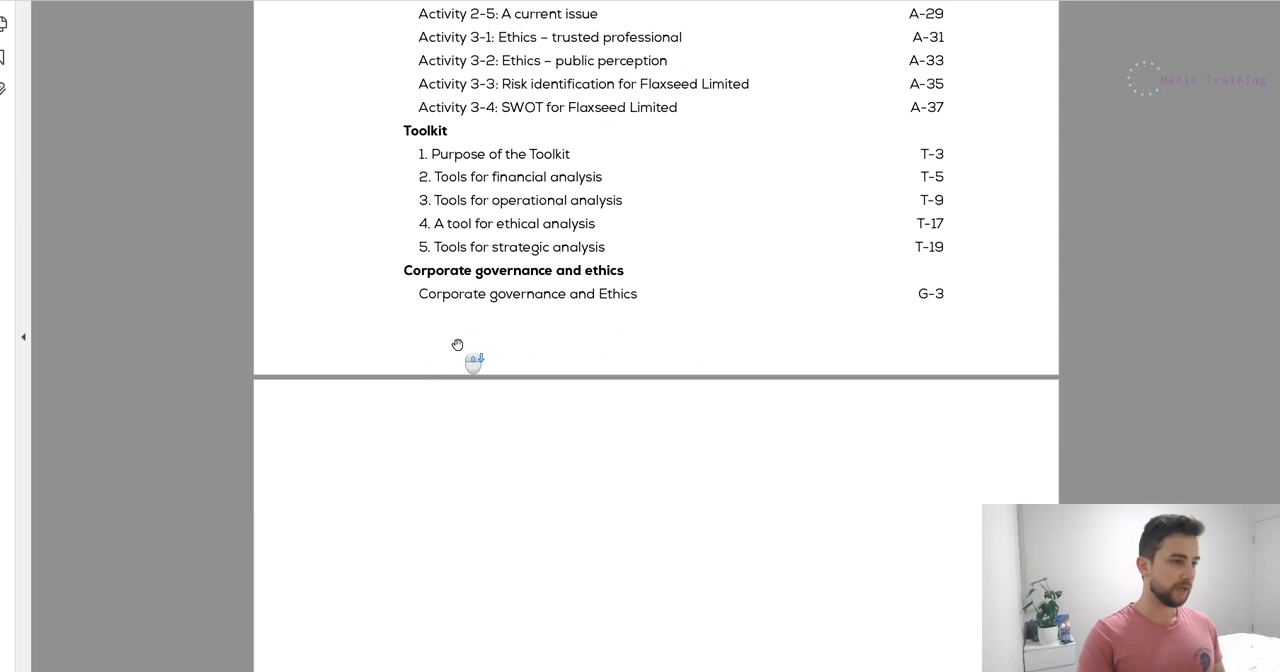 Activity 2-5: A current issue A-29
Activity 3-1: Ethics – trusted professional A-31
Merit Training
Activity 3-2: Ethics – public perception A-33
Activity 3-3: Risk identification for Flaxseed Limited A-35
Activity 3-4: SWOT for Flaxseed Limited A-37
Toolkit
1. Purpose of the Toolkit T-3
2. Tools for financial analysis T-5
3. Tools for operational analysis T-9
4. A tool for ethical analysis T-17
5. Tools for strategic analysis T-19
Corporate governance and ethics
Corporate governance and Ethics G-3